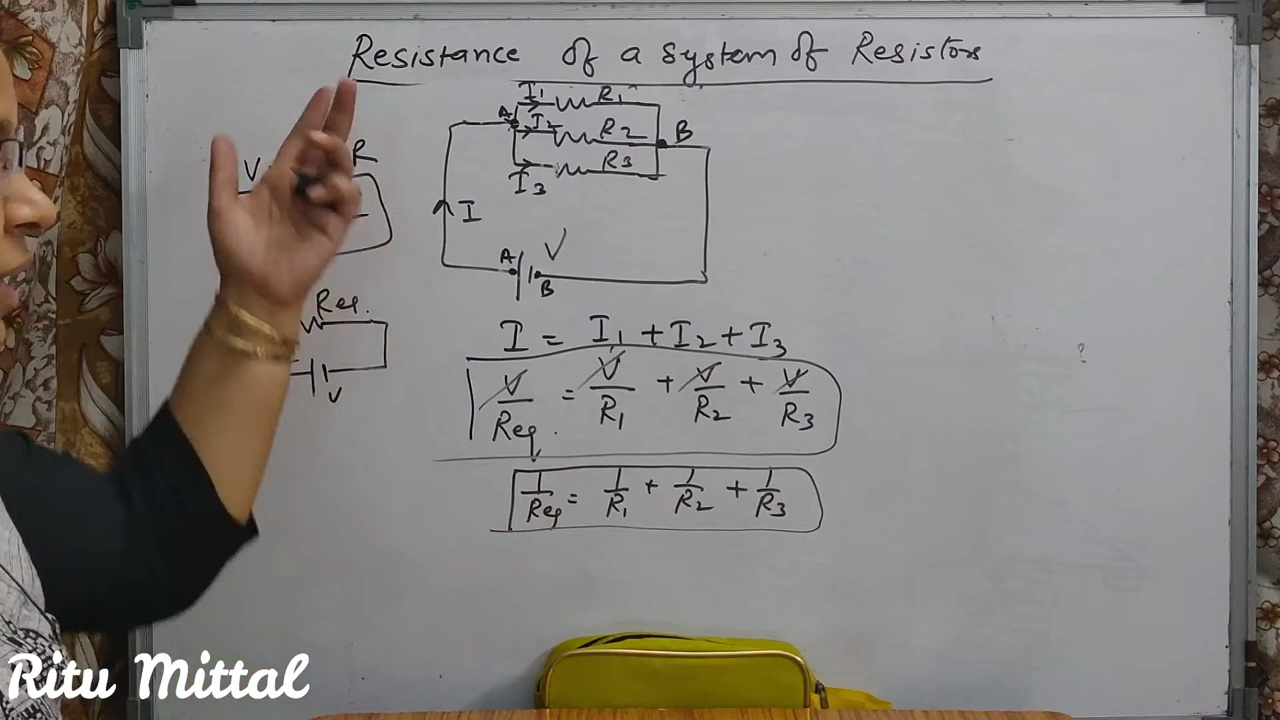 Resistance of a System of Resistors
I1 R1
A I2 R2 B
I3 R3
V R
I
A V
B
Req.
V
I = I1 + I2 + I3
V/Req. = V/R1 + V/R2 + V/R3
1/Req = 1/R1 + 1/R2 + 1/R3
?
Ritu Mittal